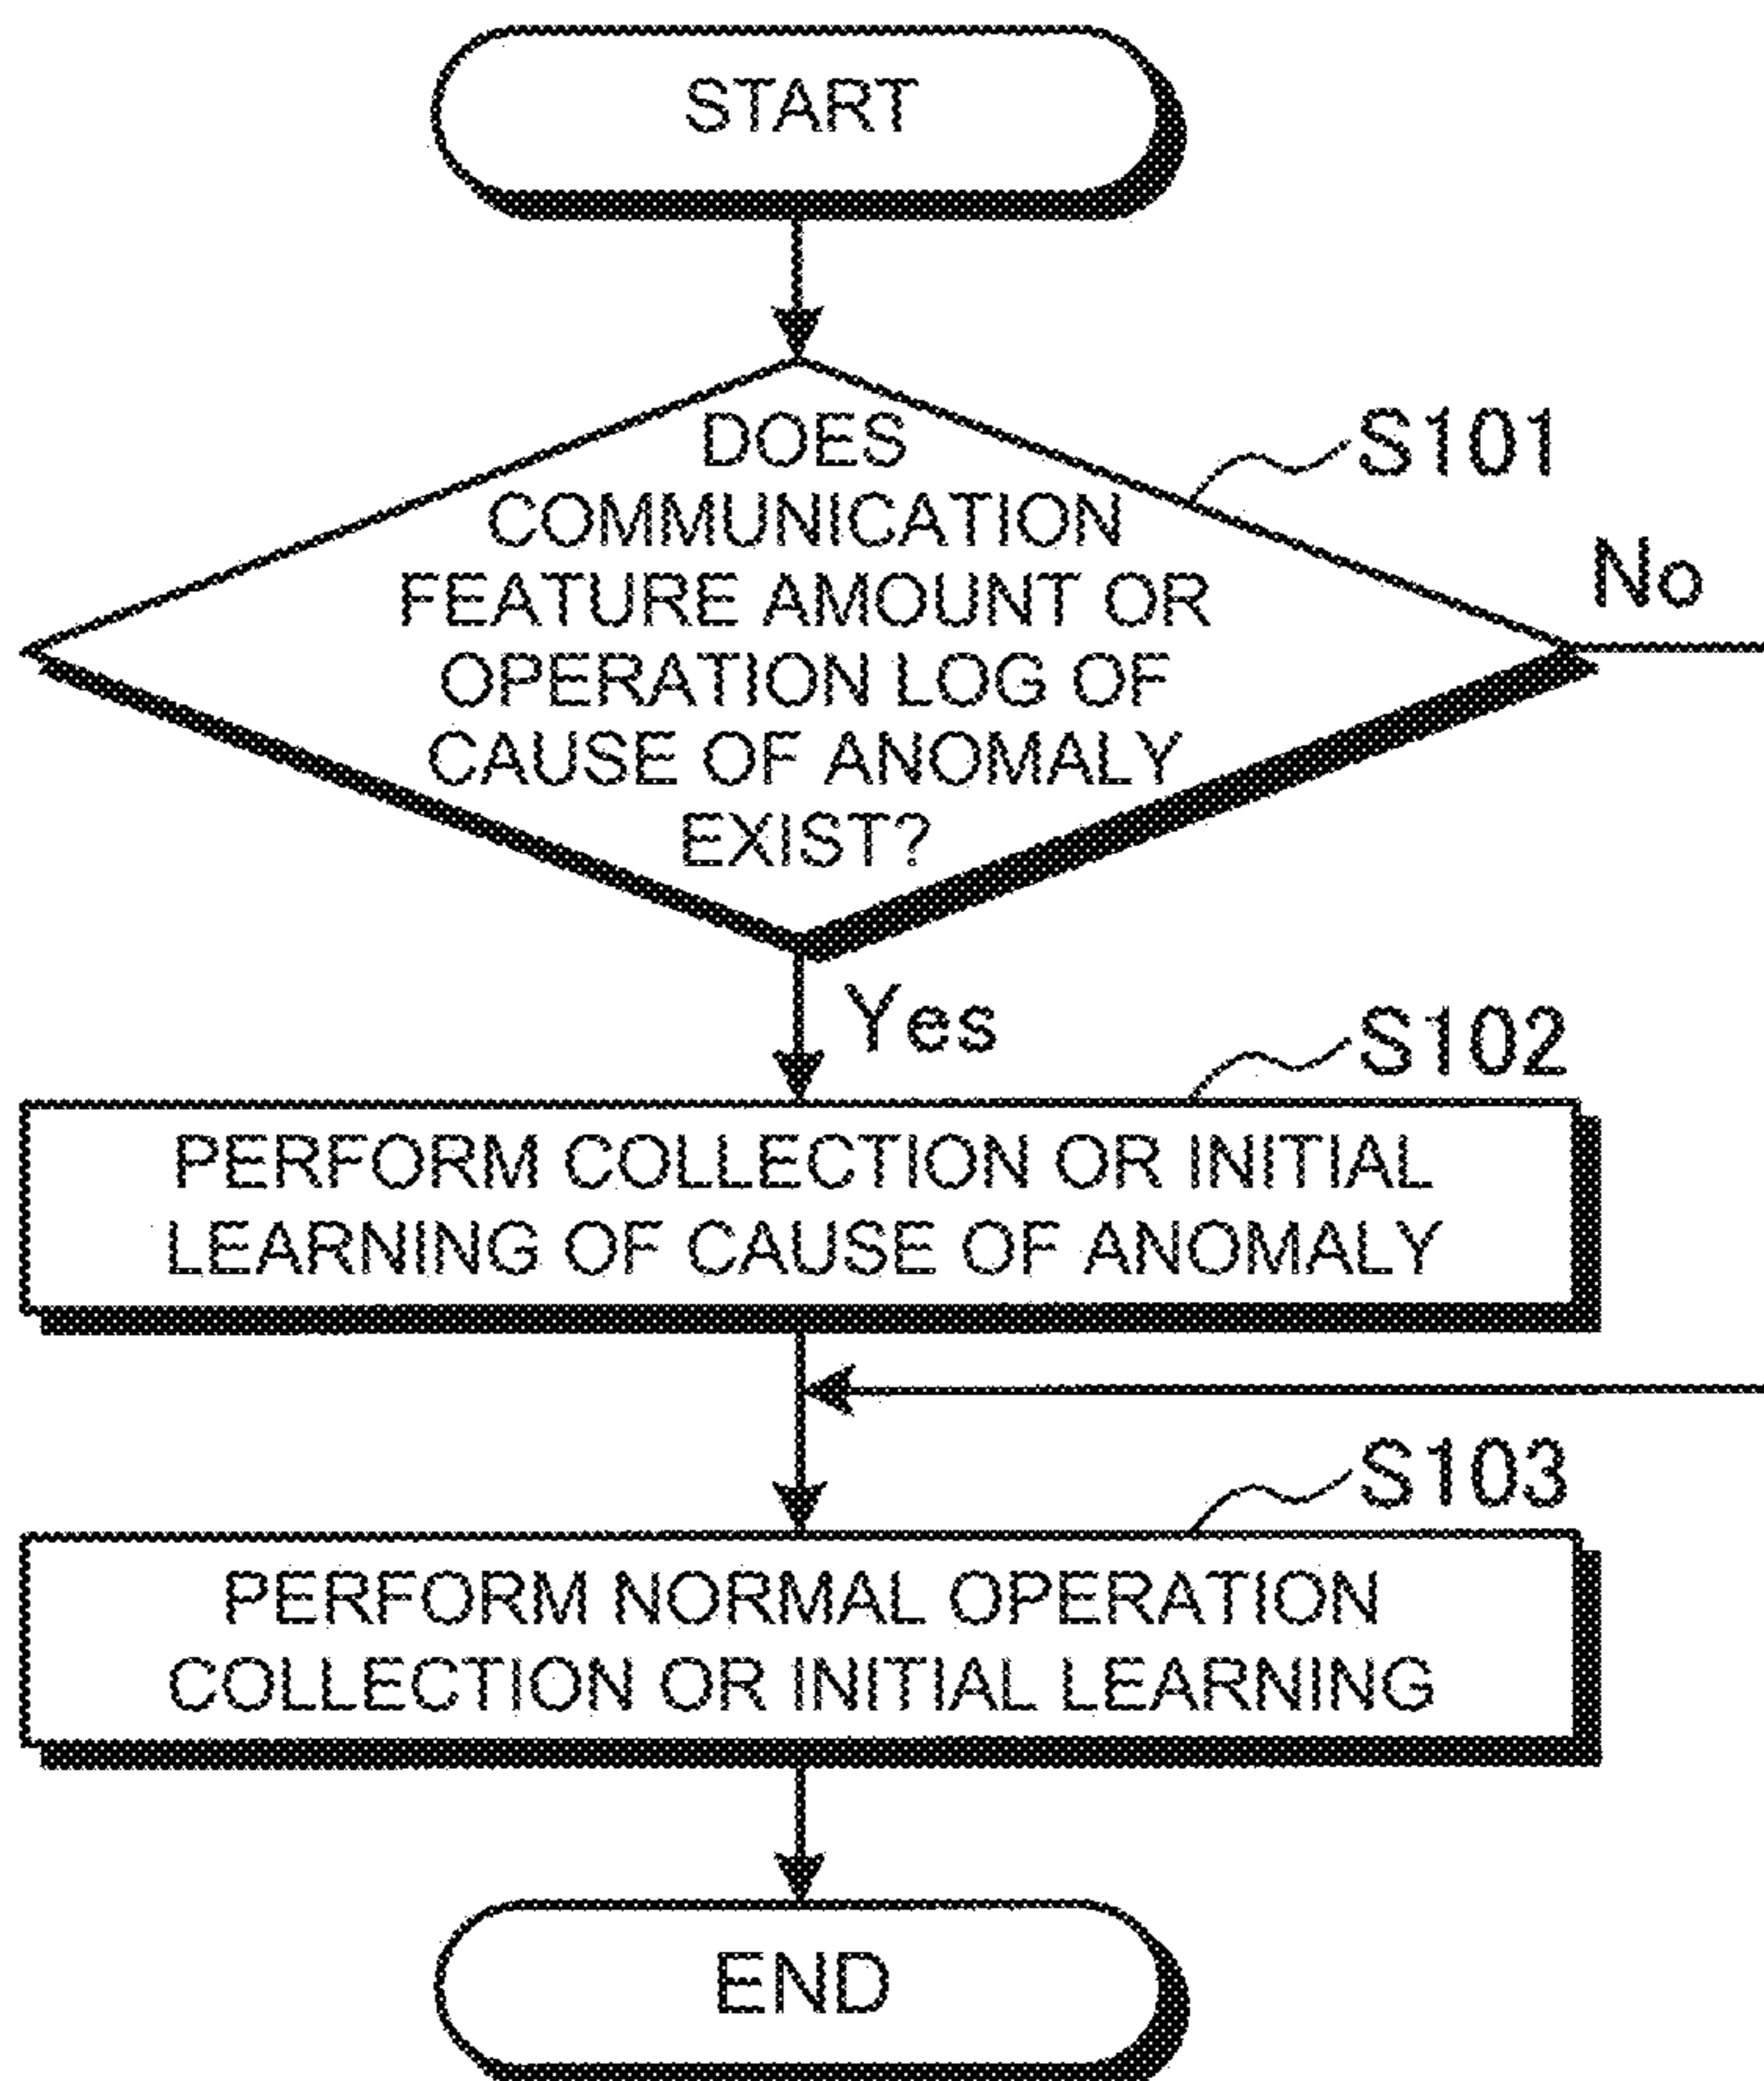 START
DOES
COMMUNICATION
FEATURE AMOUNT OR
OPERATION LOG OF
CAUSE OF ANOMALY
EXIST?
S101
No
Yes
S102
PERFORM COLLECTION OR INITIAL
LEARNING OF CAUSE OF ANOMALY
S103
PERFORM NORMAL OPERATION
COLLECTION OR INITIAL LEARNING
END